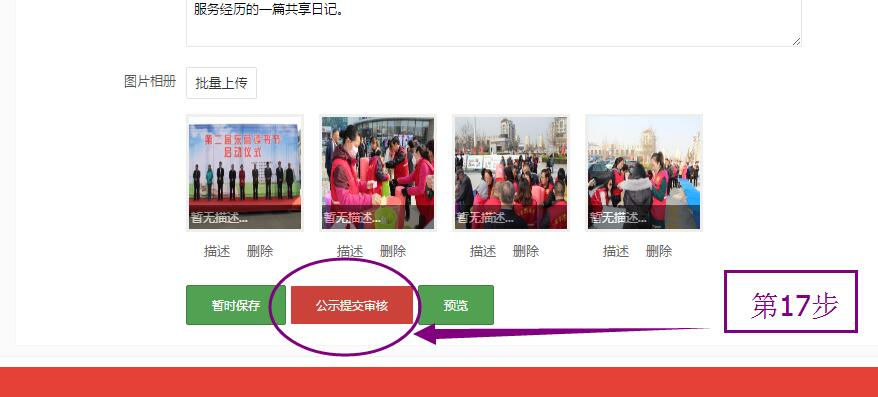 服务经历的一篇共享日记。
图片相册 批量上传
第二届东昌读书节
启动仪式
暂无描述... 暂无描述... 暂无描述... 暂无描述...
描述 删除 描述 删除 描述 删除 描述 删除
暂时保存 公示提交审核 预览
第17步